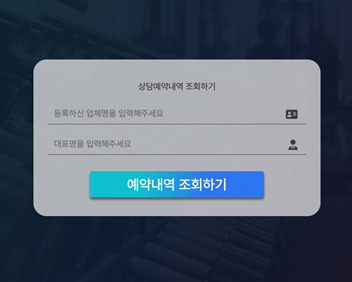 상담예약내역 조회하기
등록하신 업체명을 입력해주세요
대표명을 입력해주세요
예약내역 조회하기